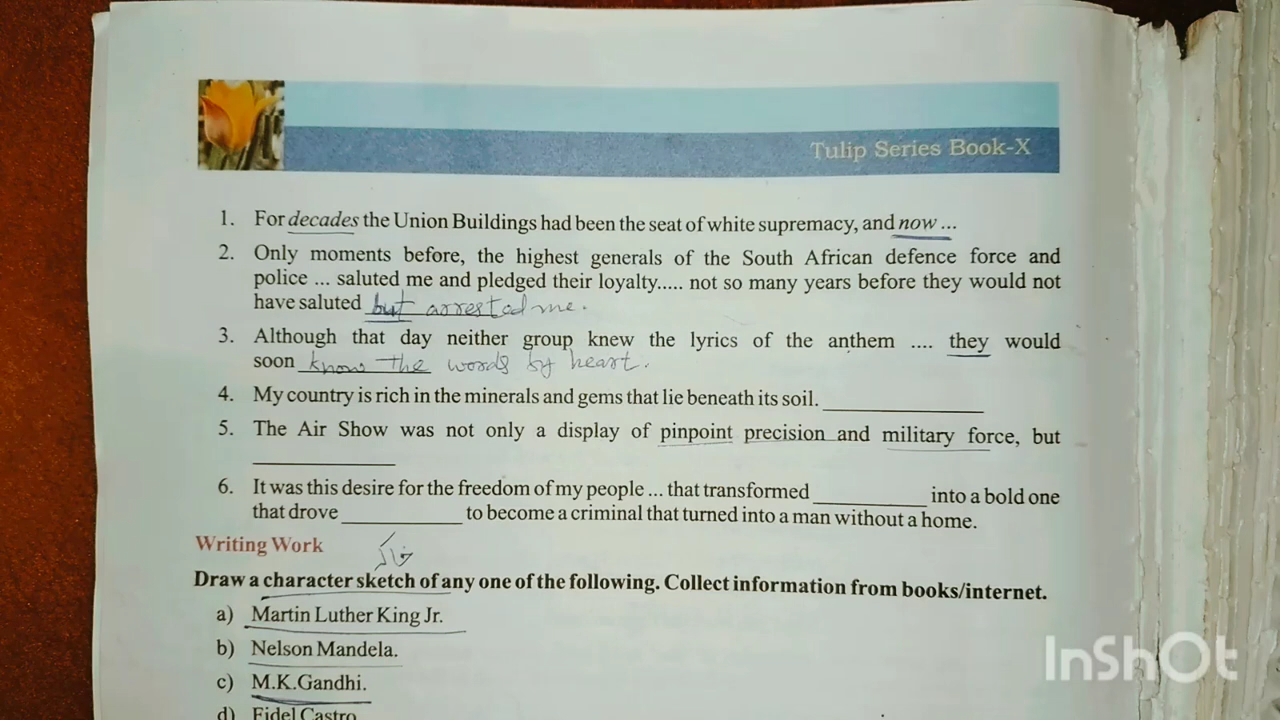 Tulip Series Book-X
1. For decades the Union Buildings had been the seat of white supremacy, and now ...
2. Only moments before, the highest generals of the South African defence force and
police ... saluted me and pledged their loyalty..... not so many years before they would not
have saluted but arrested me.
3. Although that day neither group knew the lyrics of the anthem .... they would
soon know the words by heart.
4. My country is rich in the minerals and gems that lie beneath its soil. ____________
5. The Air Show was not only a display of pinpoint precision and military force, but
____________
6. It was this desire for the freedom of my people ... that transformed __________ into a bold one
that drove __________ to become a criminal that turned into a man without a home.
Writing Work
خاکہ
Draw a character sketch of any one of the following. Collect information from books/internet.
a) Martin Luther King Jr.
b) Nelson Mandela.
c) M.K.Gandhi.
d) Fidel Castro
InShOt